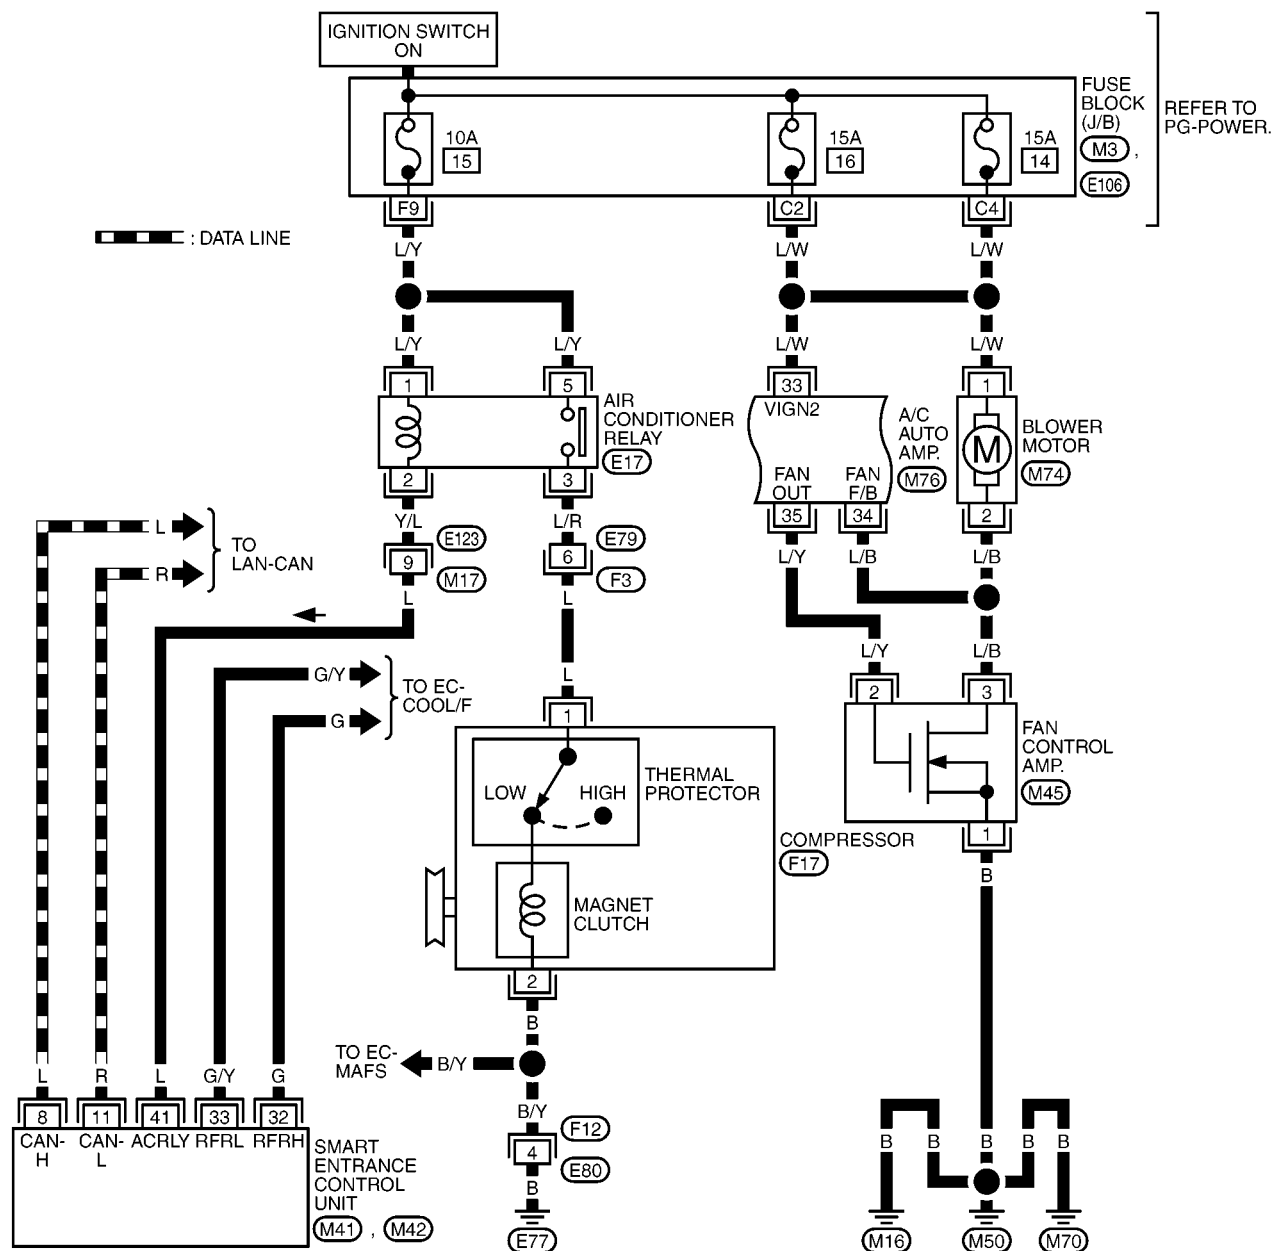 IGNITION SWITCH
ON
FUSE
BLOCK
(J/B)
M3 ,
E106
REFER TO
PG-POWER.
10A
15
15A
16
15A
14
F9
C2
C4
: DATA LINE
L/Y
L/W
L/W
L/Y
L/Y
L/W
L/W
1
5
33
1
AIR
CONDITIONER
RELAY
E17
VIGN2
A/C
AUTO
AMP.
M76
BLOWER
MOTOR
M74
M
FAN
OUT
FAN
F/B
2
3
35
34
2
Y/L
L/R
L/Y
L/B
L/B
L
R
TO
LAN-CAN
E123
9
M17
E79
6
F3
L
L
L/Y
L/B
G/Y
G
TO EC-
COOL/F
L
1
2
3
THERMAL
PROTECTOR
LOW
HIGH
FAN
CONTROL
AMP.
M45
COMPRESSOR
F17
1
B
MAGNET
CLUTCH
2
B
TO EC-
MAFS
B/Y
B/Y
F12
4
E80
B
E77
L
R
L
G/Y
G
8
11
41
33
32
CAN-
H
CAN-
L
ACRLY
RFRL
RFRH
SMART
ENTRANCE
CONTROL
UNIT
M41 , M42
B
B
B
B
B
M16
M50
M70